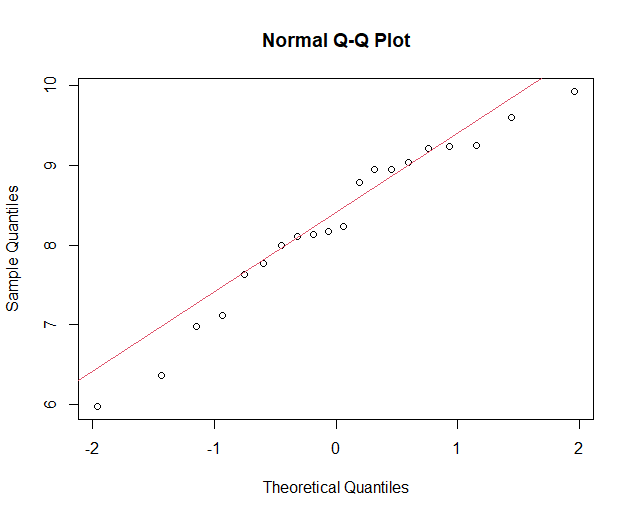 Normal Q-Q Plot
10
9
8
7
6
Sample Quantiles
-2 -1 0 1 2
Theoretical Quantiles